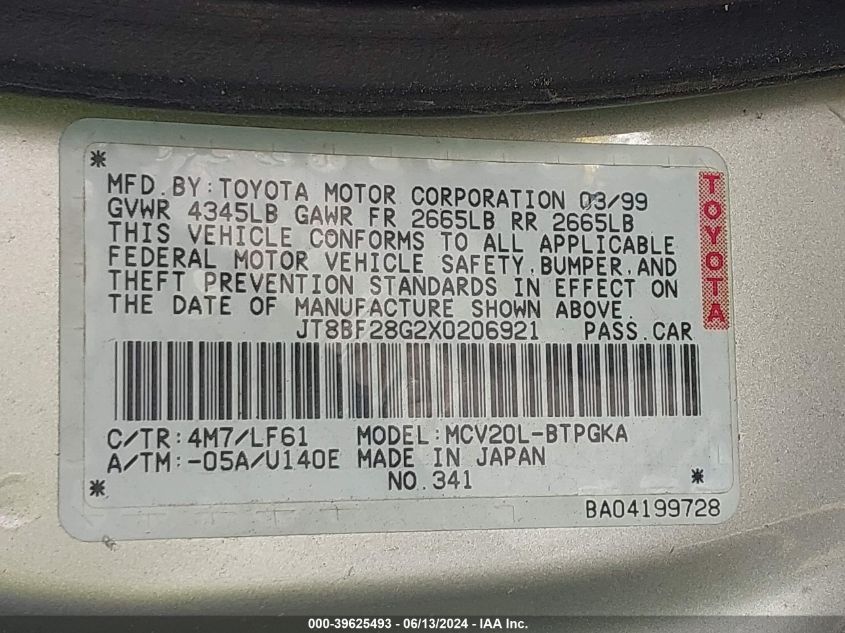 MFD. BY: TOYOTA MOTOR CORPORATION 03/99
GVWR 4345LB GAWR FR 2665LB RR 2665LB
THIS VEHICLE CONFORMS TO ALL APPLICABLE
FEDERAL MOTOR VEHICLE SAFETY, BUMPER, AND
THEFT PREVENTION STANDARDS IN EFFECT ON
THE DATE OF MANUFACTURE SHOWN ABOVE.
JT8BF28G2X0206921 PASS. CAR
TOYOTA
C/TR: 4M7/LF61 MODEL: MCV20L-BTPGKA
A/TM: -05A/U140E MADE IN JAPAN
NO. 341
BA04199728
000-39625493 - 06/13/2024 - IAA Inc.